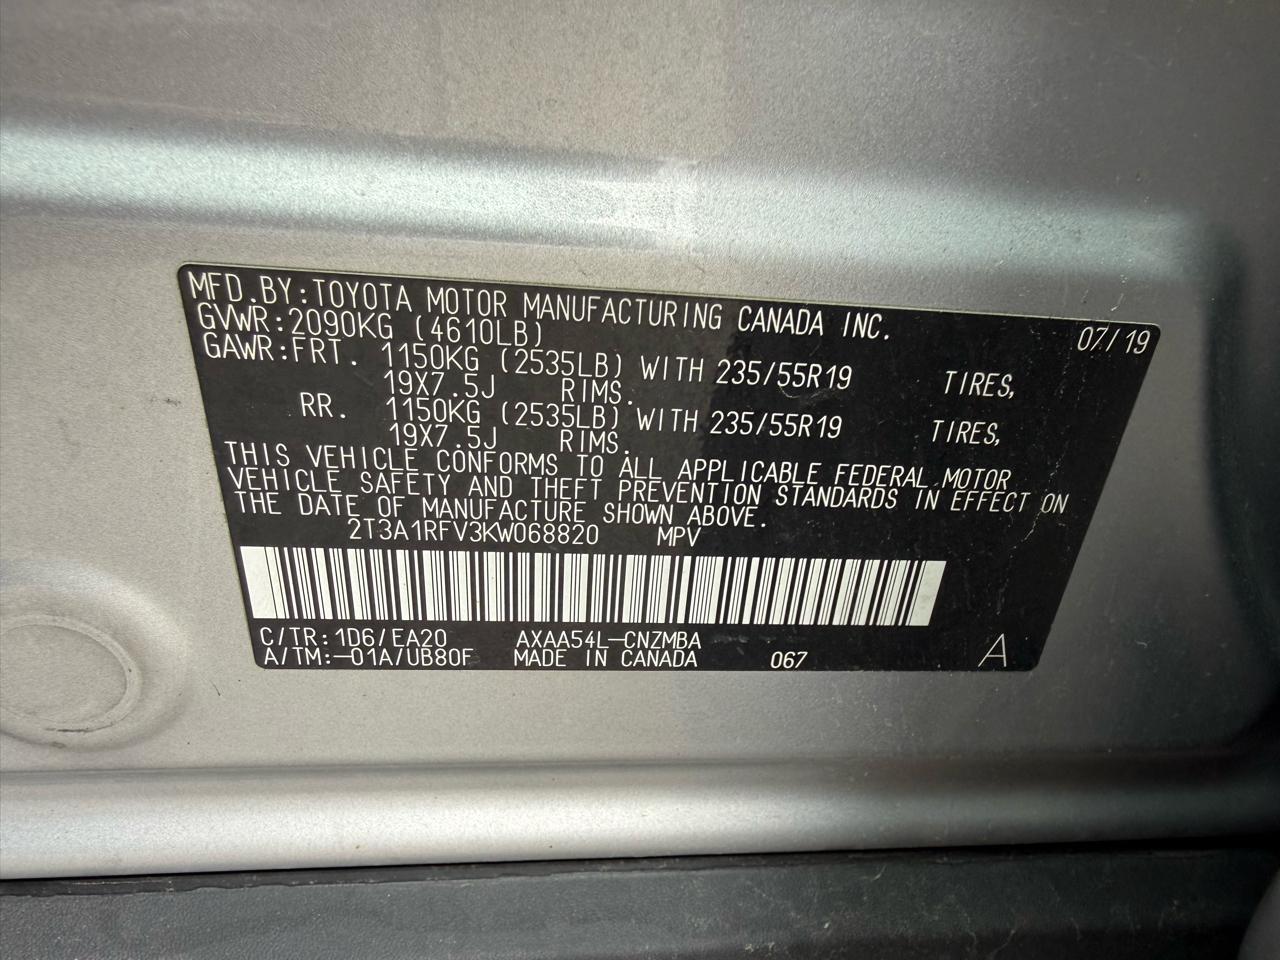 MFD.BY:TOYOTA MOTOR MANUFACTURING CANADA INC. 07/19
GVWR:2090KG (4610LB)
GAWR:FRT. 1150KG (2535LB) WITH 235/55R19 TIRES,
19X7.5J RIMS.
RR. 1150KG (2535LB) WITH 235/55R19 TIRES,
19X7.5J RIMS.
THIS VEHICLE CONFORMS TO ALL APPLICABLE FEDERAL MOTOR
VEHICLE SAFETY AND THEFT PREVENTION STANDARDS IN EFFECT ON
THE DATE OF MANUFACTURE SHOWN ABOVE.
2T3A1RFV3KW068820 MPV
C/TR:1D6/EA20 AXAA54L-CNZMBA
A/TM:-01A/UB80F MADE IN CANADA 067 A